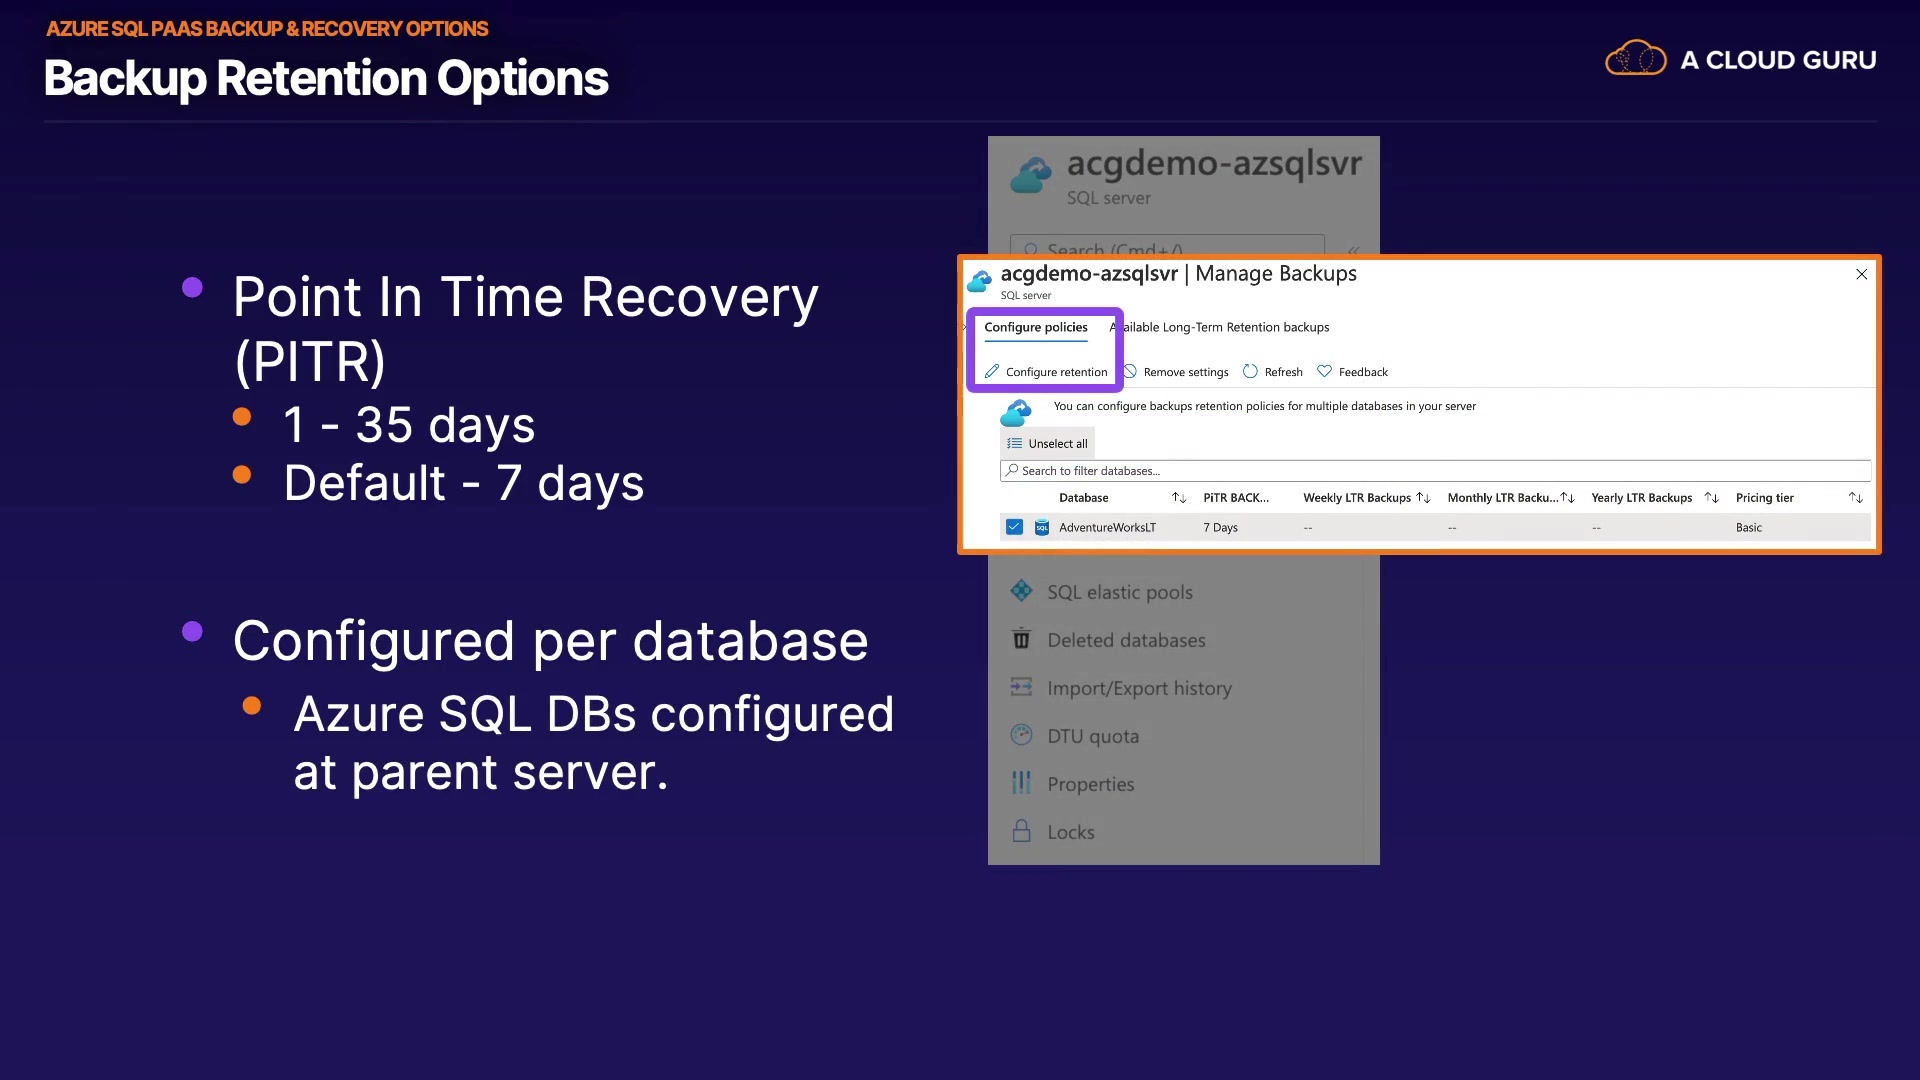 AZURE SQL PAAS BACKUP & RECOVERY OPTIONS
Backup Retention Options
A CLOUD GURU
Point In Time Recovery
(PITR)
1 - 35 days
Default - 7 days
Configured per database
Azure SQL DBs configured
at parent server.
acgdemo-azsqlsvr
SQL server
Search (Cmd+/)
acgdemo-azsqlsvr | Manage Backups
SQL server
Configure policies Available Long-Term Retention backups
Configure retention Remove settings Refresh Feedback
You can configure backups retention policies for multiple databases in your server
Unselect all
Search to filter databases...
Database PiTR BACK... Weekly LTR Backups Monthly LTR Backu... Yearly LTR Backups Pricing tier
SQL AdventureWorksLT 7 Days -- -- -- Basic
SQL elastic pools
Deleted databases
Import/Export history
DTU quota
Properties
Locks